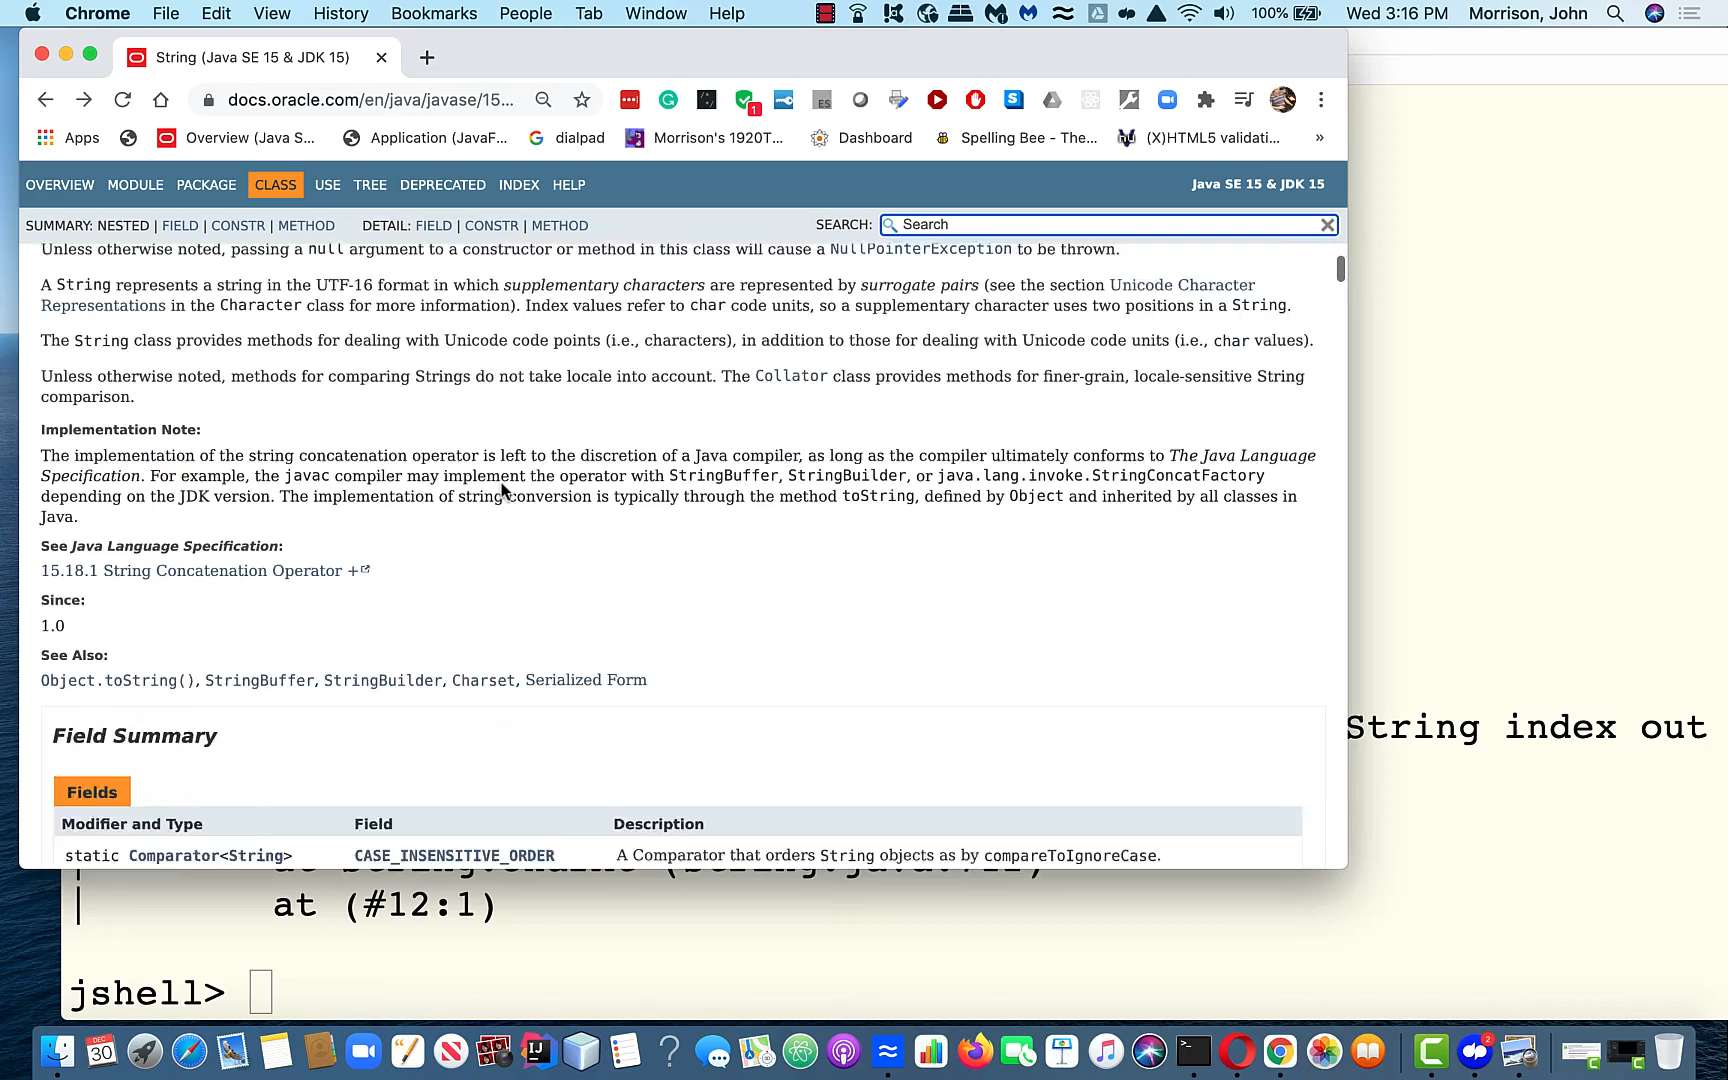 Chrome File Edit View History Bookmarks People Tab Window Help 100% Wed 3:16 PM Morrison, John
String (Java SE 15 & JDK 15)
docs.oracle.com/en/java/javase/15... 1 ES
Apps Overview (Java S... Application (JavaF... dialpad Morrison's 1920T... Dashboard Spelling Bee - The... (X)HTML5 validati... »
OVERVIEW MODULE PACKAGE CLASS USE TREE DEPRECATED INDEX HELP Java SE 15 & JDK 15
SUMMARY: NESTED | FIELD | CONSTR | METHOD DETAIL: FIELD | CONSTR | METHOD SEARCH: Search
Unless otherwise noted, passing a null argument to a constructor or method in this class will cause a NullPointerException to be thrown.
A String represents a string in the UTF-16 format in which supplementary characters are represented by surrogate pairs (see the section Unicode Character
Representations in the Character class for more information). Index values refer to char code units, so a supplementary character uses two positions in a String.
The String class provides methods for dealing with Unicode code points (i.e., characters), in addition to those for dealing with Unicode code units (i.e., char values).
Unless otherwise noted, methods for comparing Strings do not take locale into account. The Collator class provides methods for finer-grain, locale-sensitive String
comparison.
Implementation Note:
The implementation of the string concatenation operator is left to the discretion of a Java compiler, as long as the compiler ultimately conforms to The Java Language
Specification. For example, the javac compiler may implement the operator with StringBuffer, StringBuilder, or java.lang.invoke.StringConcatFactory
depending on the JDK version. The implementation of string conversion is typically through the method toString, defined by Object and inherited by all classes in
Java.
See Java Language Specification:
15.18.1 String Concatenation Operator +
Since:
1.0
See Also:
Object.toString(), StringBuffer, StringBuilder, Charset, Serialized Form
Field Summary
String index out
Fields
Modifier and Type Field Description
static Comparator<String> CASE_INSENSITIVE_ORDER A Comparator that orders String objects as by compareToIgnoreCase.
| at (#12:1)
jshell>
DEC 30 2